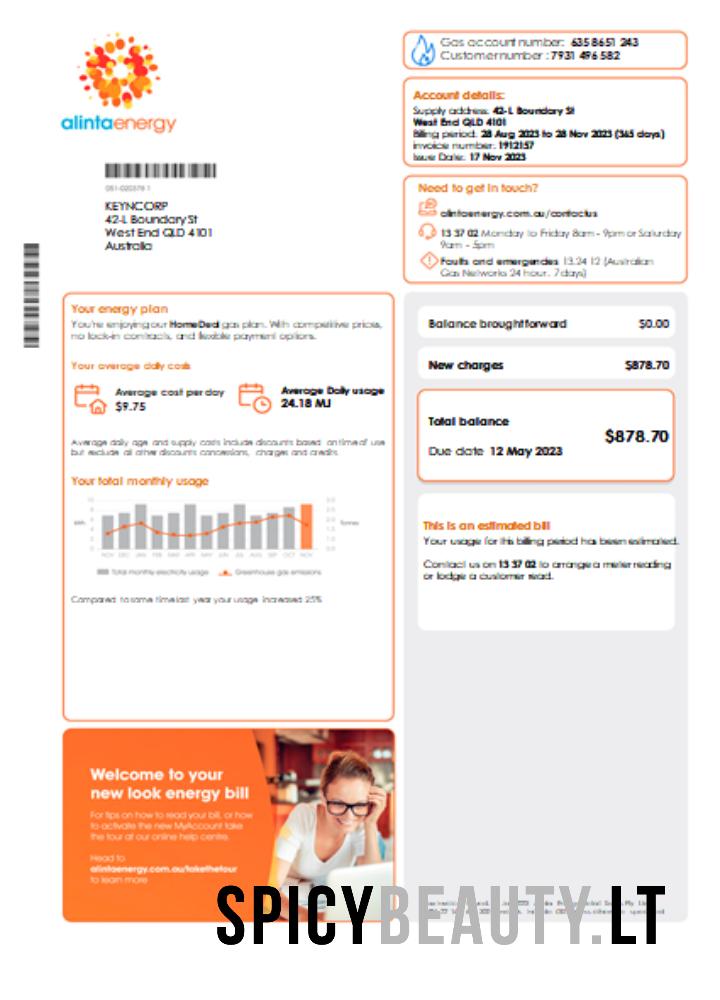 alintaenergy
Gas account number: 635 8651 243
Customer number: 7931 496 582
Account details:
Supply address: 42-L Boundary St
West End QLD 4101
Billing period: 28 Aug 2023 to 28 Nov 2023 (365 days)
invoice number: 1912157
Issue Date: 17 Nov 2023
051-020378 1
KEYNCORP
42-L Boundary St
West End QLD 4101
Australia
Need to get in touch?
alintaenergy.com.au/contactus
13 37 02 Monday to Friday 8am - 9pm or Saturday
9am - 5pm
Faults and emergencies 13 24 12 (Australian
Gas Networks 24 hour, 7 days)
Your energy plan
You're enjoying our HomeDeal gas plan. With competitive prices,
no lock-in contracts, and flexible payment options.
Your average daily costs
Average cost per day
$9.75
Average Daily usage
24.18 MJ
Average daily age and supply costs include discounts based on time of use
but exclude all other discounts concessions, charges and credits
Your total monthly usage
NOV DEC JAN FEB MAR APR MAY JUN JUL AUG SEP OCT NOV
Total monthly electricity usage
Greenhouse gas emissions
Compared to same time last year your usage increased 25%
Balance brought forward $0.00
New charges $878.70
Total balance
$878.70
Due date 12 May 2023
This is an estimated bill
Your usage for this billing period has been estimated.
Contact us on 13 37 02 to arrange a meter reading
or lodge a customer read.
Welcome to your
new look energy bill
For tips on how to read your bill, or how
to activate the new MyAccount take
the tour at our online help centre.
Head to
alintaenergy.com.au/takethetour
to learn more
SPICYBEAUTY.LT